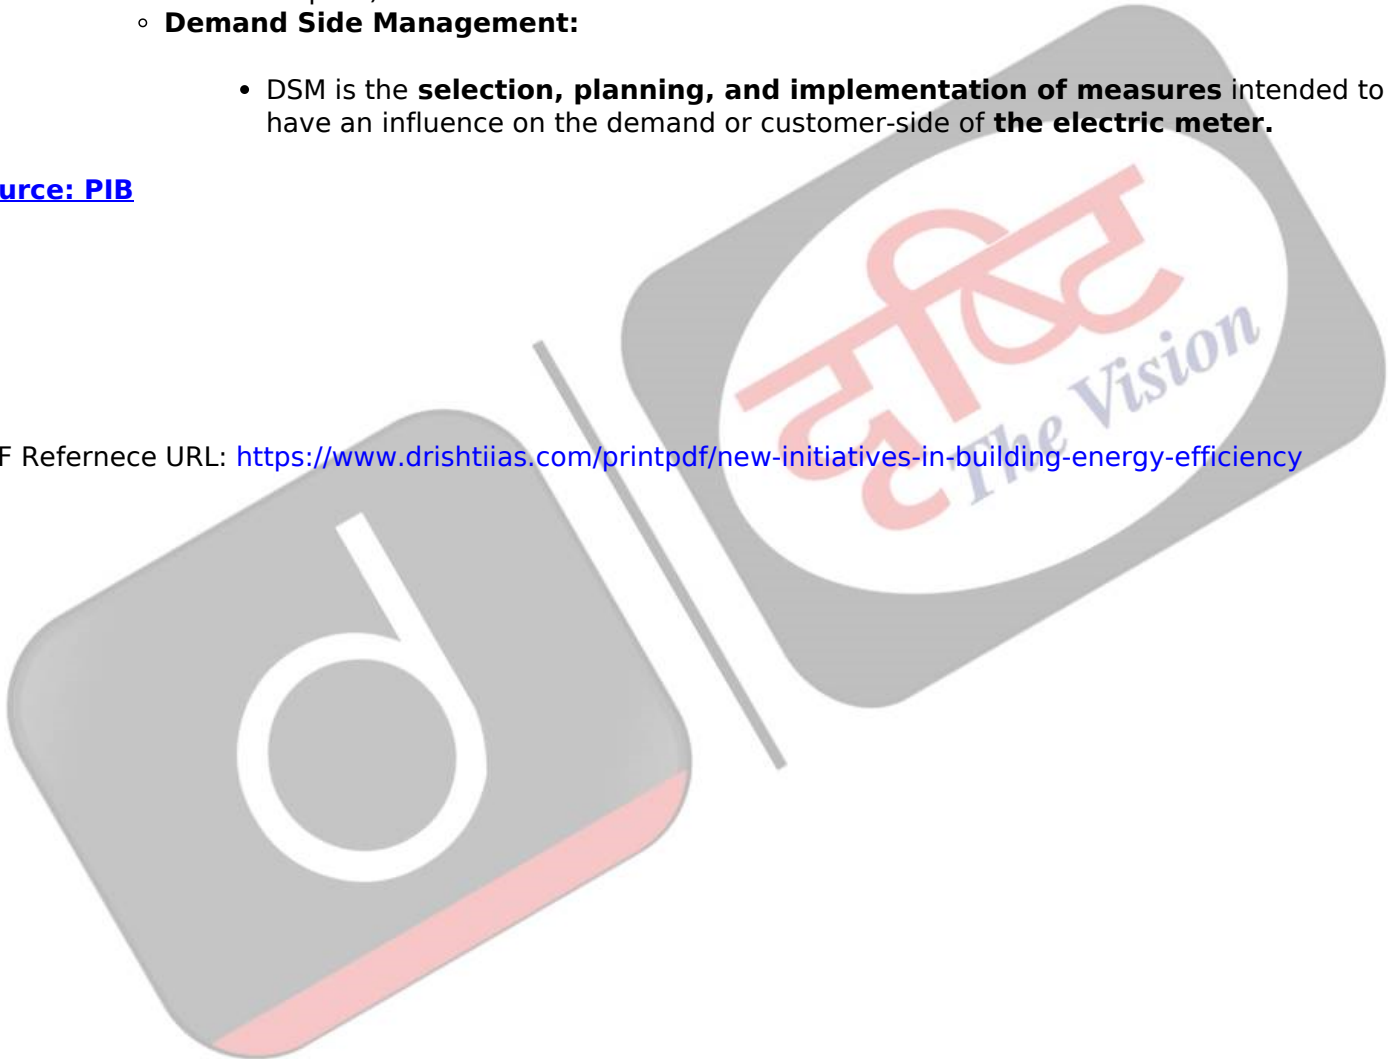 Demand Side Management:
DSM is the selection, planning, and implementation of measures intended to
have an influence on the demand or customer-side of the electric meter.
urce: PIB
F Refernece URL: https://www.drishtiias.com/printpdf/new-initiatives-in-building-energy-efficiency
दृष्टि
The Vision
d